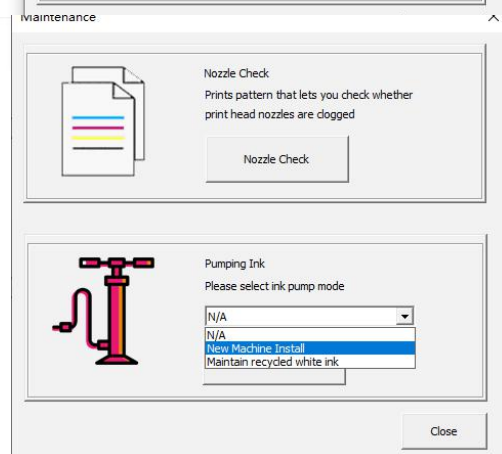 Maintenance
Nozzle Check
Prints pattern that lets you check whether
print head nozzles are clogged
Nozzle Check
Pumping Ink
Please select ink pump mode
N/A
N/A
New Machine Install
Maintain recycled white ink
Close